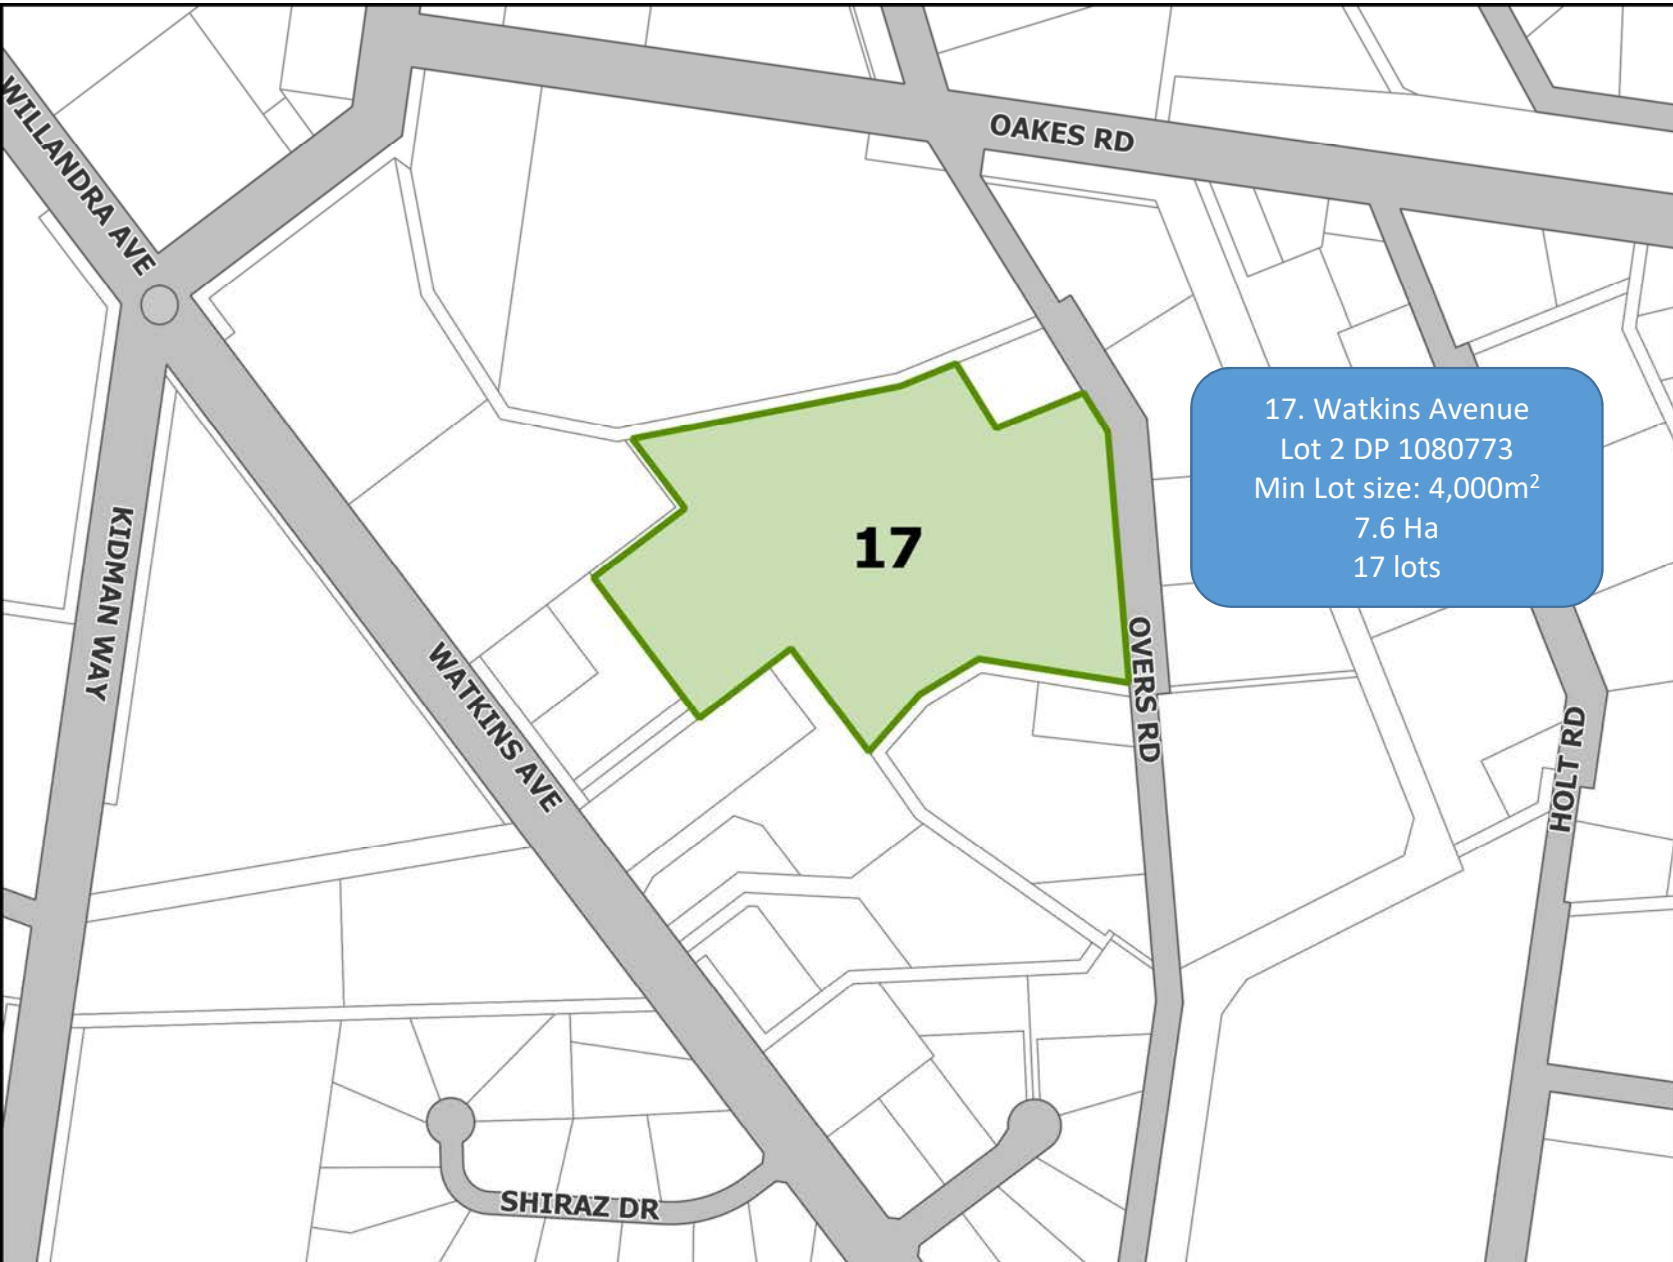 WILLANDRA AVE
OAKES RD
17. Watkins Avenue
Lot 2 DP 1080773
Min Lot size: 4,000m²
7.6 Ha
17 lots
17
KIDMAN WAY
WATKINS AVE
OVERS RD
HOLT RD
SHIRAZ DR